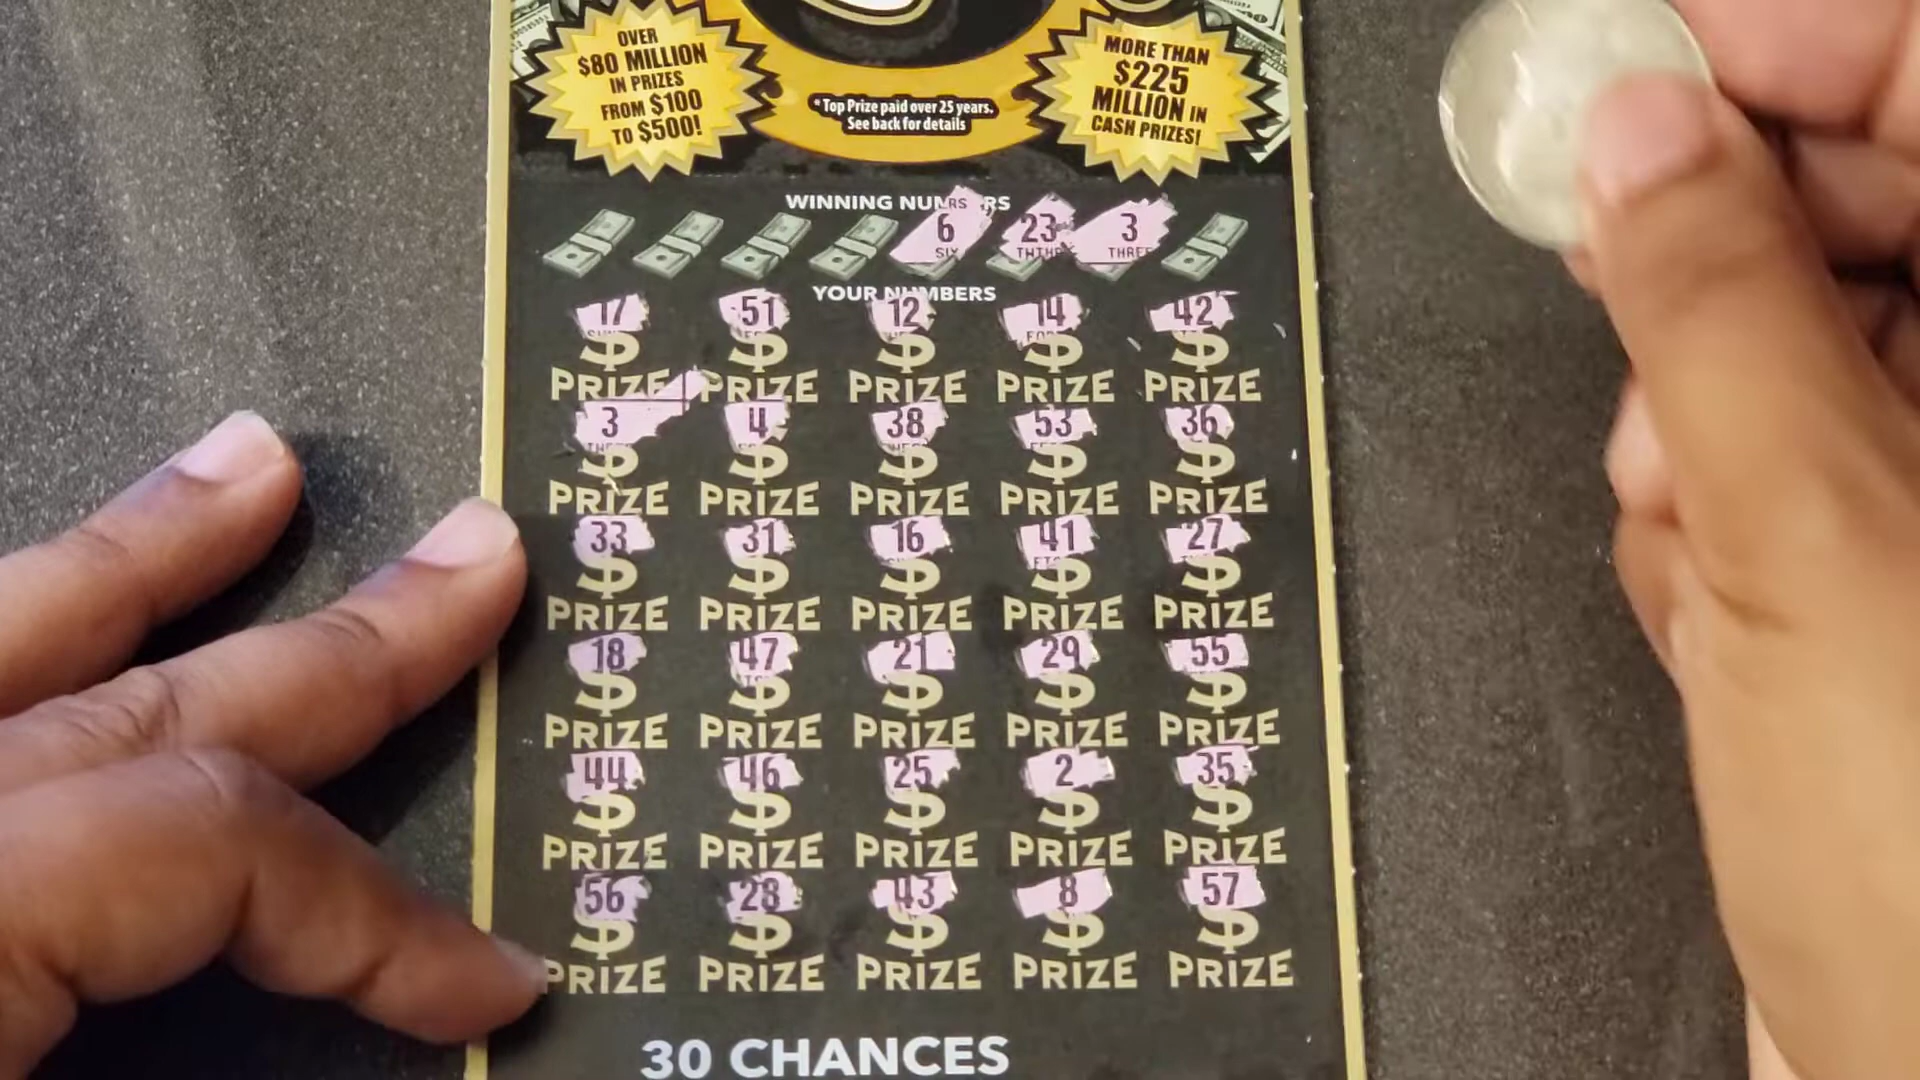 OVER
$80 MILLION
IN PRIZES
FROM $100
TO $500!
* Top Prize paid over 25 years.
See back for details
MORE THAN
$225
MILLION IN
CASH PRIZES!
WINNING NUMBERS
6 23 3
SIX THREE
YOUR NUMBERS
17 51 12 14 42
$ $ $ $ $
PRIZE PRIZE PRIZE PRIZE PRIZE
3 4 38 53 36
$ $ $ $ $
PRIZE PRIZE PRIZE PRIZE PRIZE
33 31 16 41 27
$ $ $ $ $
PRIZE PRIZE PRIZE PRIZE PRIZE
18 47 21 29 55
$ $ $ $ $
PRIZE PRIZE PRIZE PRIZE PRIZE
44 46 25 2 35
$ $ $ $ $
PRIZE PRIZE PRIZE PRIZE PRIZE
56 28 43 8 57
$ $ $ $ $
PRIZE PRIZE PRIZE PRIZE PRIZE
30 CHANCES